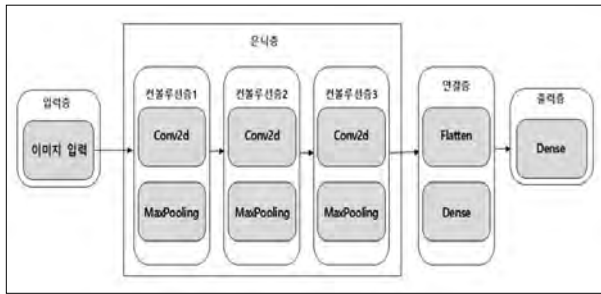 은닉층
입력층
이미지 입력
컨볼루션층1
Conv2d
MaxPooling
컨볼루션층2
Conv2d
MaxPooling
컨볼루션층3
Conv2d
MaxPooling
연결층
Flatten
Dense
출력층
Dense